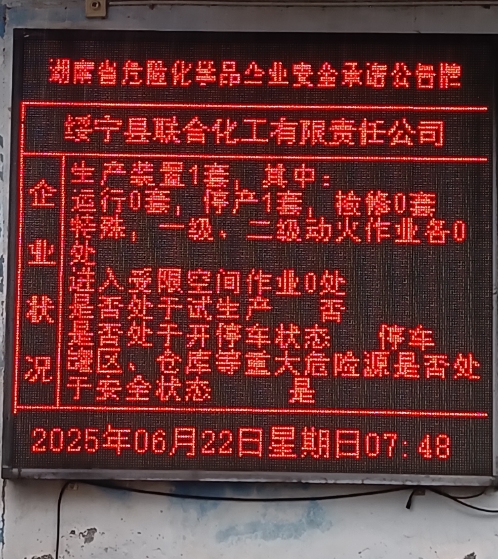 湖南省危险化学品企业安全承诺公告牌
绥宁县联合化工有限责任公司
企业状况
生产装置1套，其中：
运行0套，停产1套，检修0套
特殊，一级、二级动火作业各0
处
进入受限空间作业0处
是否处于试生产 否
是否处于开停车状态 停车
罐区、仓库等重大危险源是否处
于安全状态 是
2025年06月22日星期日07:48